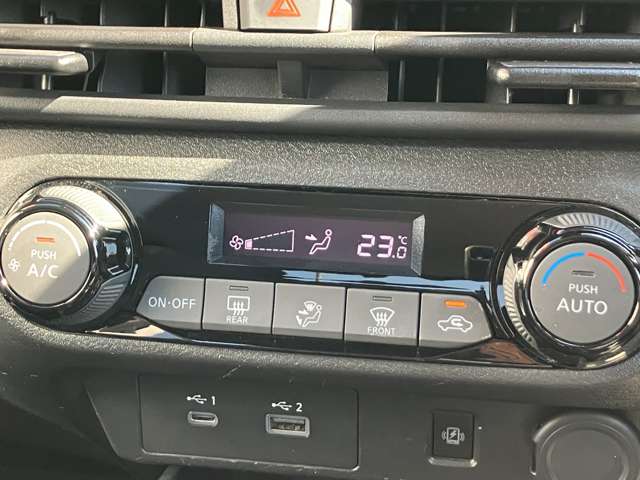 23.0 °C
PUSH
A/C
PUSH
AUTO
ON·OFF
REAR
FRONT
1
2